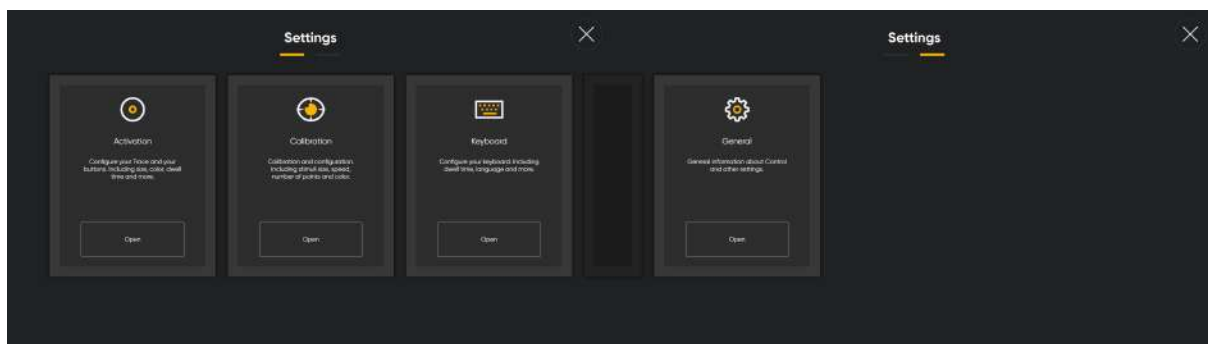 Settings
Activation
Configure your Trace and your
buttons. Including size, color, dwell
time and more.
Open
Calibration
Calibration and configuration
including stimuli size, speed,
number of points and color.
Open
Keyboard
Configure your keyboard. Including
dwell time, language and more.
Open
Settings
General
General information about Control
and other settings.
Open